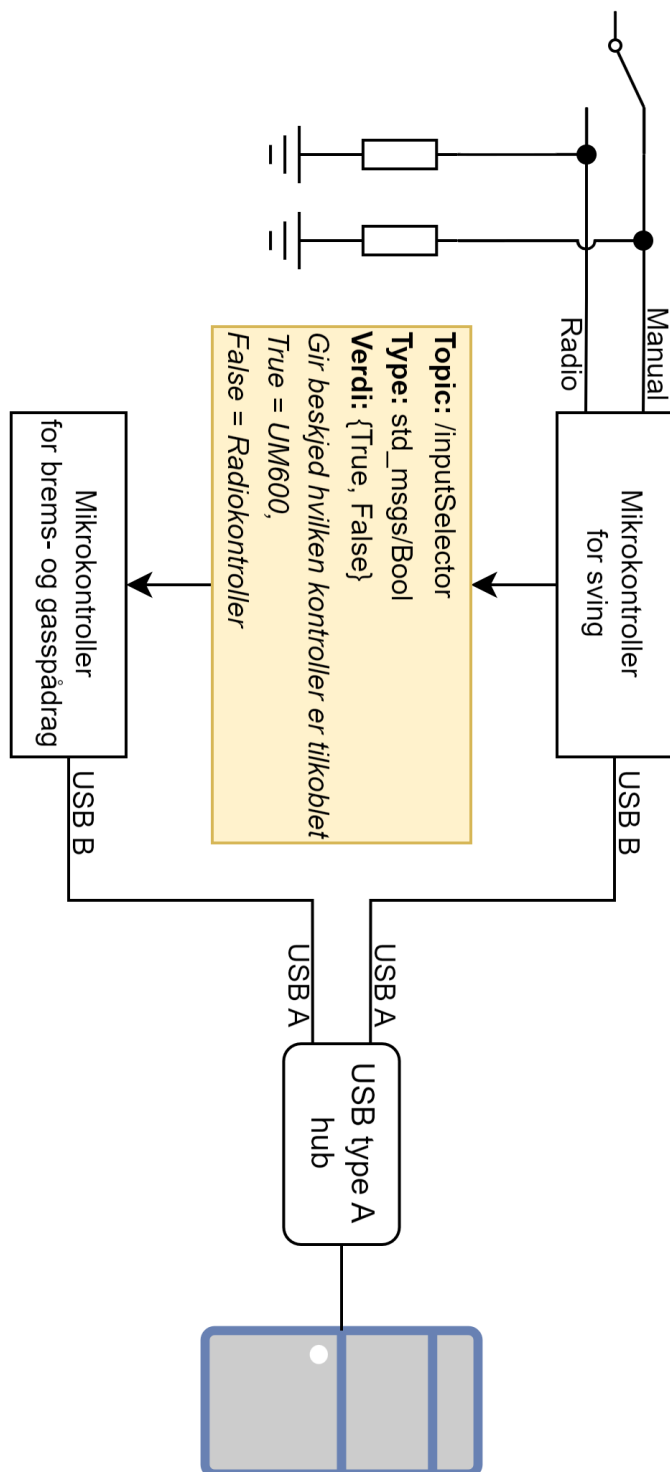 Manual
Radio
Mikrokontroller
for sving
USB B
Topic: /inputSelector
Type: std_msgs/Bool
Verdi: {True, False}
Gir beskjed hvilken kontroller er tilkoblet
True = UM600,
False = Radiokontroller
Mikrokontroller
for brems- og gasspådrag
USB B
USB A
USB A
USB type A
hub